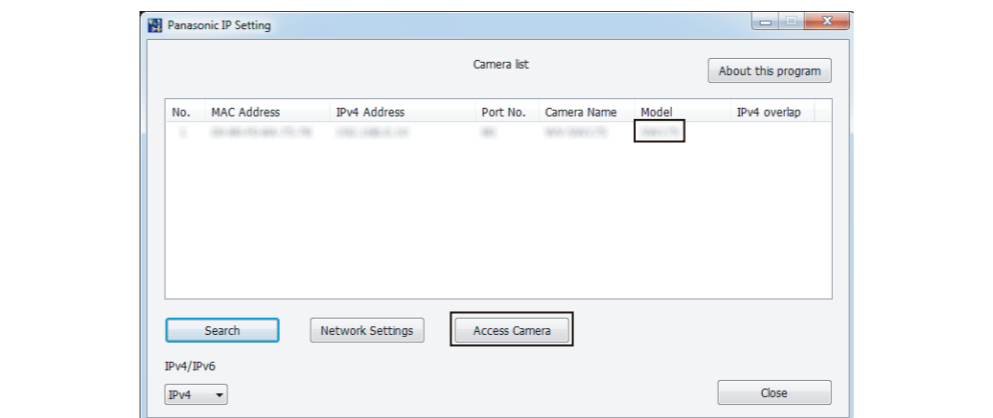 Panasonic IP Setting
Camera list
About this program
No. MAC Address IPv4 Address Port No. Camera Name Model IPv4 overlap
Search Network Settings Access Camera
IPv4/IPv6
IPv4
Close